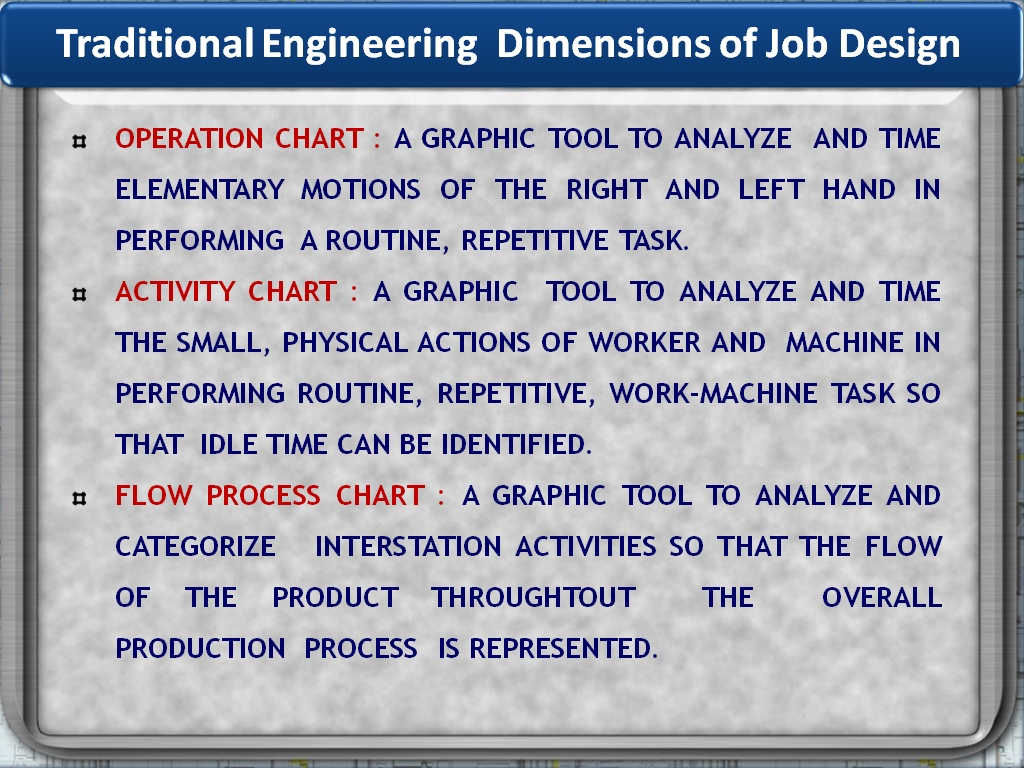 Traditional Engineering Dimensions of Job Design
¤ OPERATION CHART : A GRAPHIC TOOL TO ANALYZE AND TIME
ELEMENTARY MOTIONS OF THE RIGHT AND LEFT HAND IN
PERFORMING A ROUTINE, REPETITIVE TASK.
¤ ACTIVITY CHART : A GRAPHIC TOOL TO ANALYZE AND TIME
THE SMALL, PHYSICAL ACTIONS OF WORKER AND MACHINE IN
PERFORMING ROUTINE, REPETITIVE, WORK-MACHINE TASK SO
THAT IDLE TIME CAN BE IDENTIFIED.
¤ FLOW PROCESS CHART : A GRAPHIC TOOL TO ANALYZE AND
CATEGORIZE INTERSTATION ACTIVITIES SO THAT THE FLOW
OF THE PRODUCT THROUGHTOUT THE OVERALL
PRODUCTION PROCESS IS REPRESENTED.